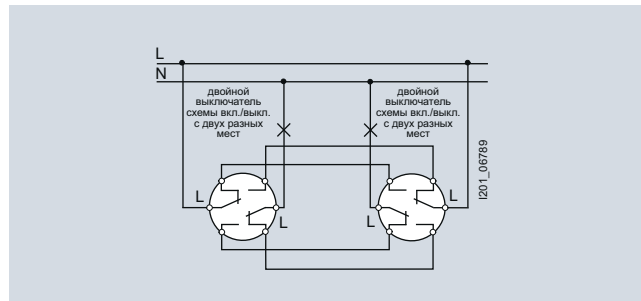 L
N
двойной
выключатель
схемы вкл./выкл.
с двух разных
мест
двойной
выключатель
схемы вкл./выкл.
с двух разных
мест
I201_06789
L
L
L
L